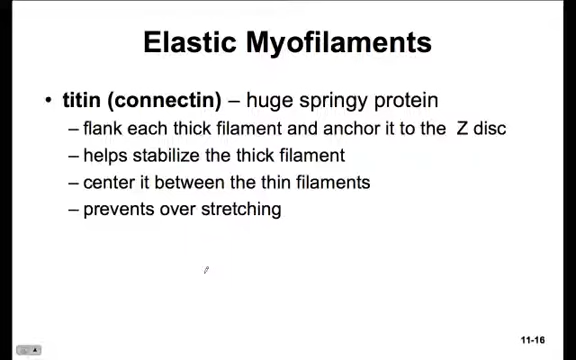 Elastic Myofilaments
• titin (connectin) – huge springy protein
– flank each thick filament and anchor it to the Z disc
– helps stabilize the thick filament
– center it between the thin filaments
– prevents over stretching
11-16